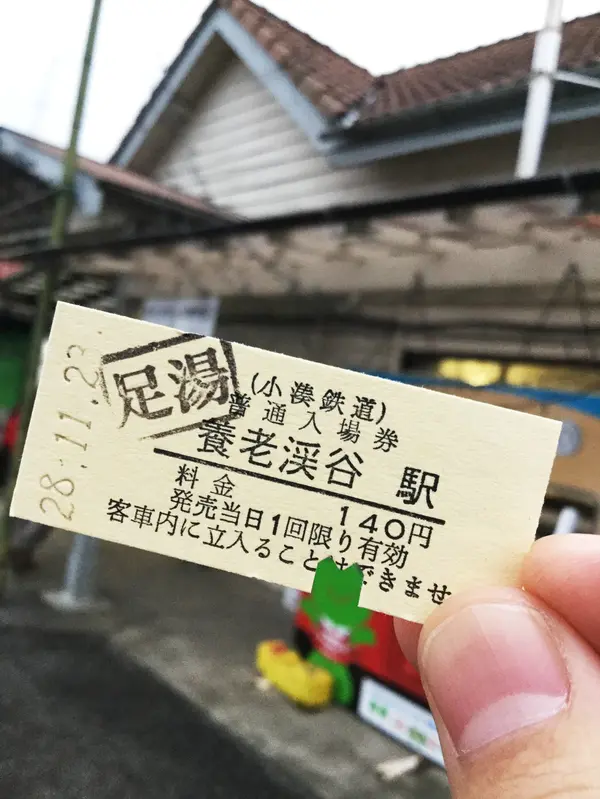 28.11.23.
足湯
(小湊鉄道)
普通入場券
養老渓谷 駅
料金 140円
発売当日1回限り有効
客車内に立入ることはできませ